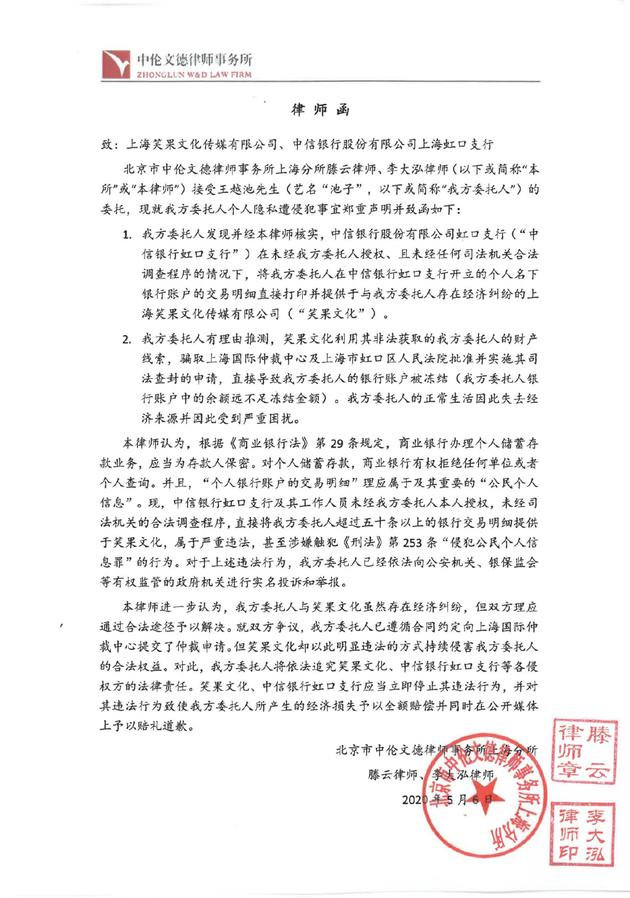 中伦文德律师事务所
ZHONGLUN W&D LAW FIRM
律 师 函
致：上海笑果文化传媒有限公司、中信银行股份有限公司上海虹口支行
北京市中伦文德律师事务所上海分所滕云律师、李大泓律师（以下或简称“本
所”或“本律师”）接受王越池先生（艺名“池子”，以下或简称“我方委托人”）的
委托，现就我方委托人个人隐私遭侵犯事宜郑重声明并致函如下：
1. 我方委托人发现并经本律师核实，中信银行股份有限公司虹口支行（“中
信银行虹口支行”）在未经我方委托人授权、且未经任何司法机关合法
调查程序的情况下，将我方委托人在中信银行虹口支行开立的个人名下
银行账户的交易明细直接打印并提供于与我方委托人存在经济纠纷的上
海笑果文化传媒有限公司（“笑果文化”）。
2. 我方委托人有理由推测，笑果文化利用其非法获取的我方委托人的财产
线索，骗取上海国际仲裁中心及上海市虹口区人民法院批准并实施其司
法查封的申请，直接导致我方委托人的银行账户被冻结（我方委托人银
行账户中的余额远不足冻结金额）。我方委托人的正常生活因此失去经
济来源并因此受到严重困扰。
本律师认为，根据《商业银行法》第 29 条规定，商业银行办理个人储蓄存
款业务，应当为存款人保密。对个人储蓄存款，商业银行有权拒绝任何单位或者
个人查询。并且，“个人银行账户的交易明细”理应属于及其重要的“公民个人
信息”。现，中信银行虹口支行及其工作人员未经我方委托人本人授权，未经司
法机关的合法调查程序，直接将我方委托人超过五十条以上的银行交易明细提供
于笑果文化，属于严重违法，甚至涉嫌触犯《刑法》第 253 条“侵犯公民个人信
息罪”的行为。对于上述违法行为，我方委托人已经依法向公安机关、银保监会
等有权监管的政府机关进行实名投诉和举报。
本律师进一步认为，我方委托人与笑果文化虽然存在经济纠纷，但双方理应
通过合法途径予以解决。就双方争议，我方委托人已遵循合同约定向上海国际仲
裁中心提交了仲裁申请。但笑果文化却以此明显违法的方式持续侵害我方委托人
的合法权益。对此，我方委托人将依法追究笑果文化、中信银行虹口支行等各侵
权方的法律责任。笑果文化、中信银行虹口支行应当立即停止其违法行为，并对
其违法行为致使我方委托人所产生的经济损失予以全额赔偿并同时在公开媒体
上予以赔礼道歉。
北京市中伦文德律师事务所上海分所
滕云律师、李大泓律师
2020 年 5 月 6 日
北京市中伦文德律师事务所上海分所
滕云
律师章
李大泓
律师印